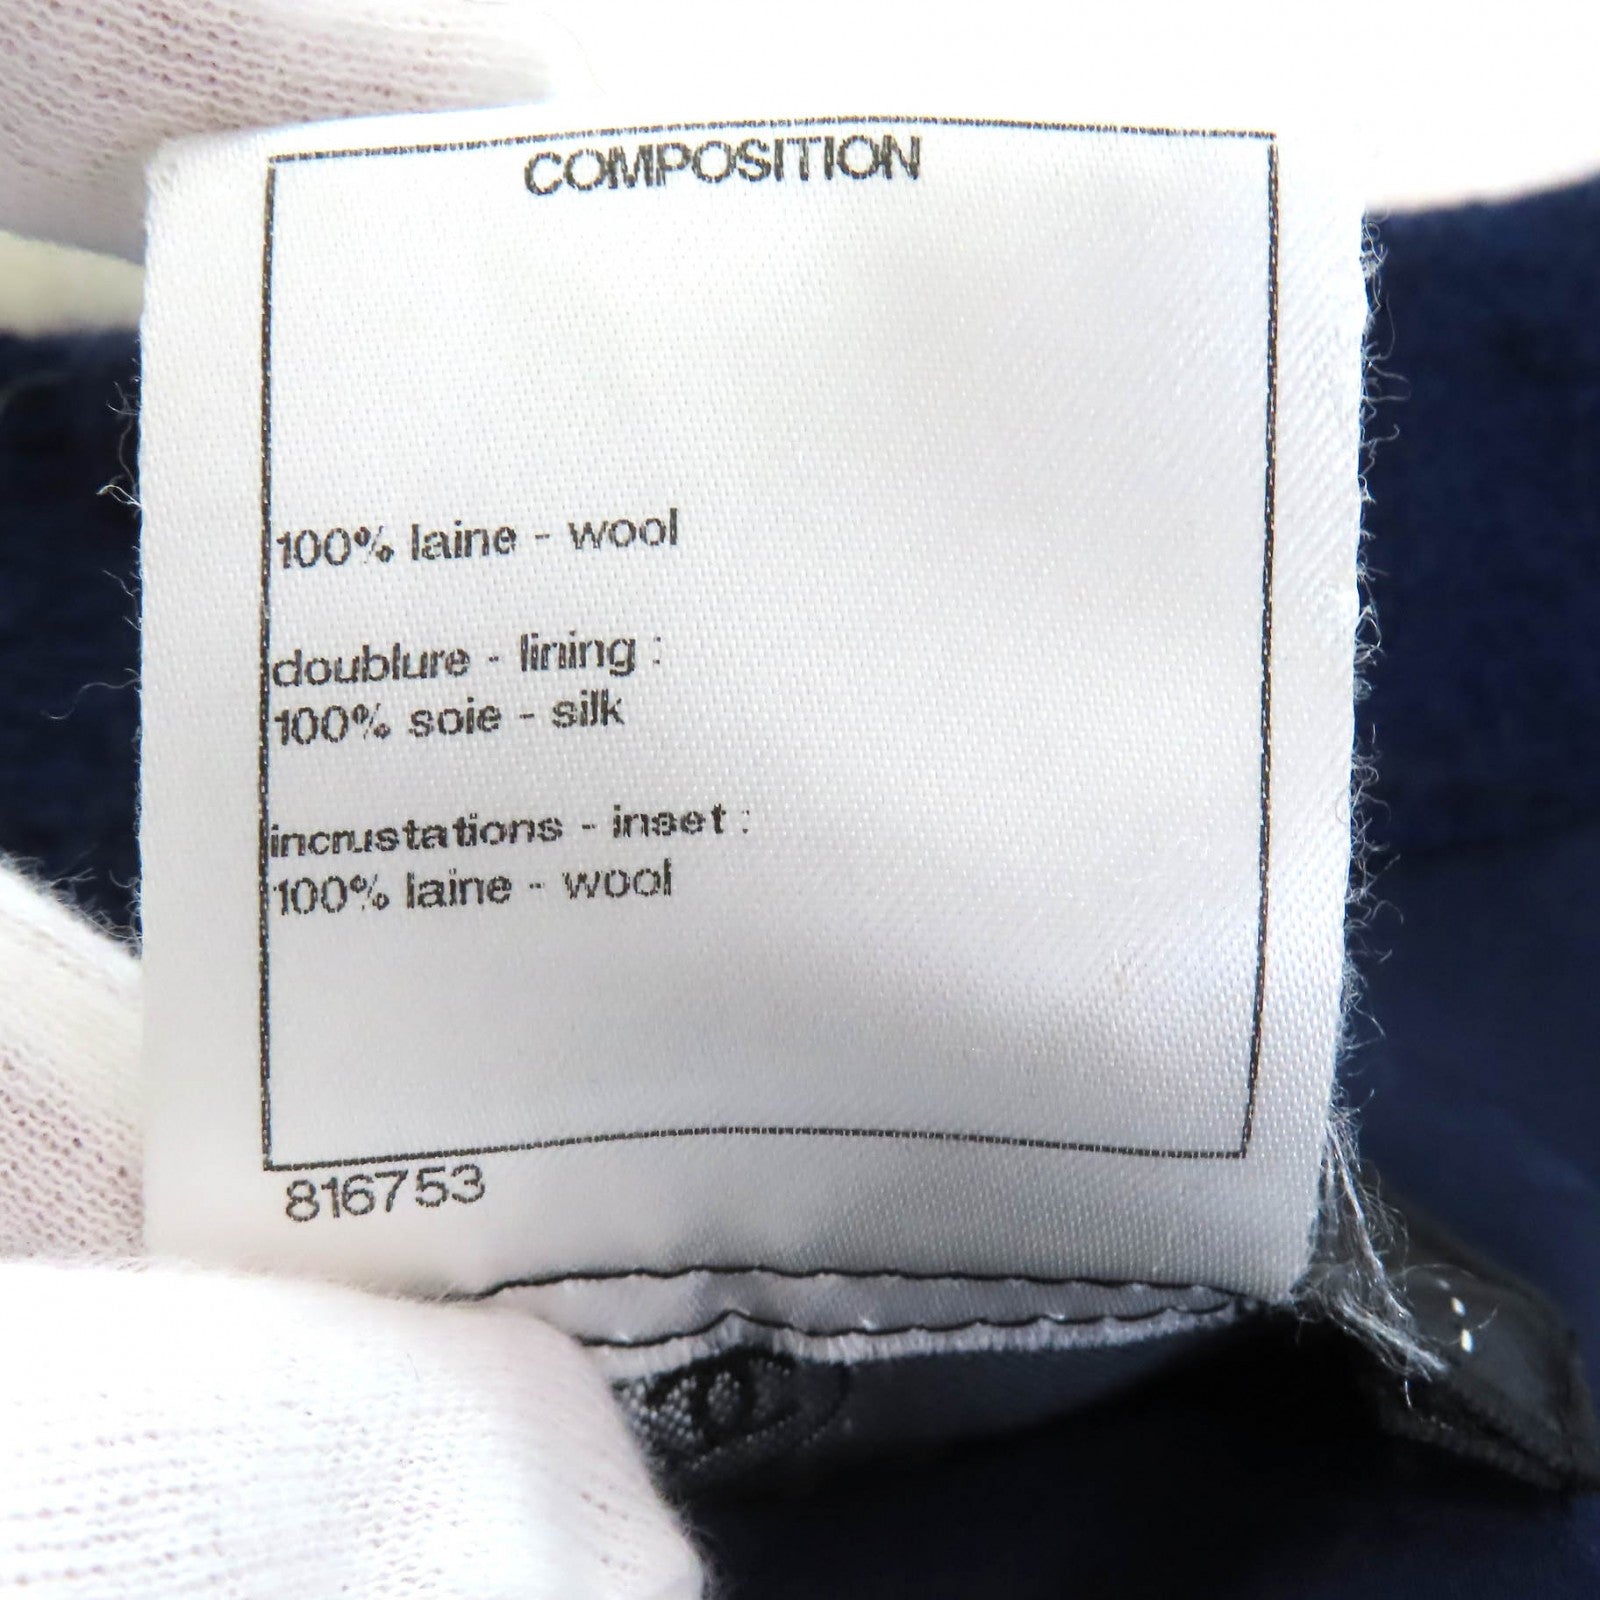 COMPOSITION
100% laine - wool
doublure - lining :
100% soie - silk
incrustations - inset :
100% laine - wool
816753